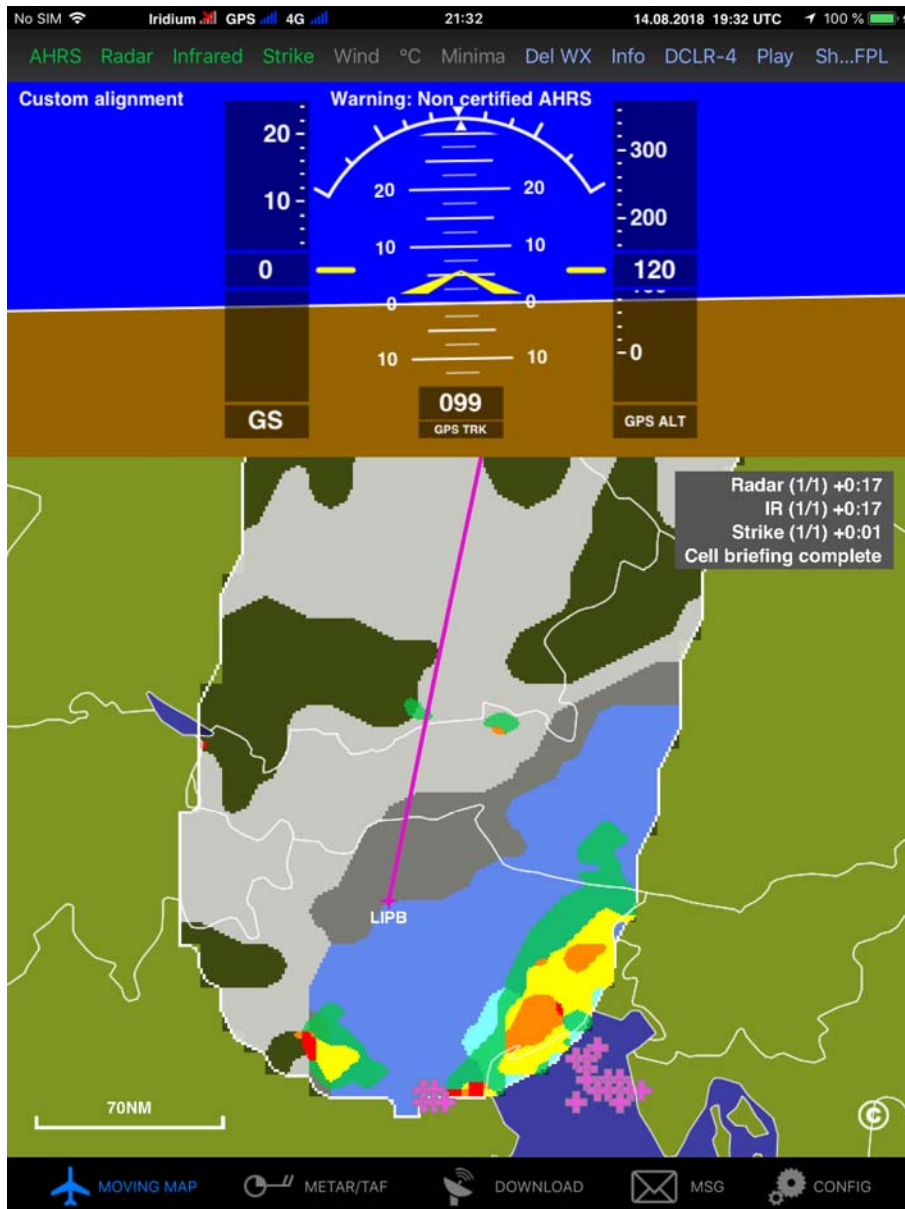 No SIM Iridium GPS 4G 21:32 14.08.2018 19:32 UTC 100 %
AHRS Radar Infrared Strike Wind °C Minima Del WX Info DCLR-4 Play Sh...FPL
Custom alignment Warning: Non certified AHRS
20 300
20 20
10 200
10 10
0 120
0 0
0
10 10
099
GS GPS TRK GPS ALT
Radar (1/1) +0:17
IR (1/1) +0:17
Strike (1/1) +0:01
Cell briefing complete
LIPB
70NM
©
MOVING MAP METAR/TAF DOWNLOAD MSG CONFIG